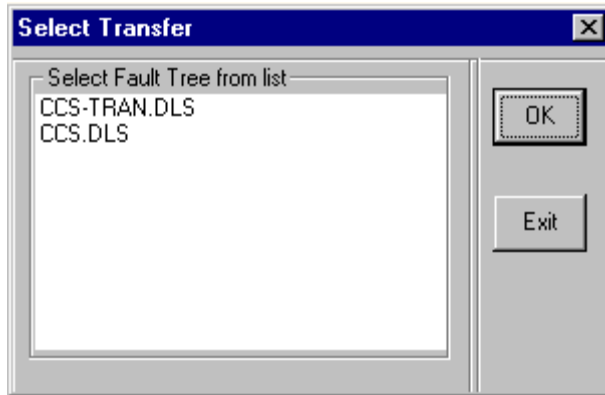 Select Transfer
Select Fault Tree from list
CCS-TRAN.DLS
CCS.DLS
OK
Exit